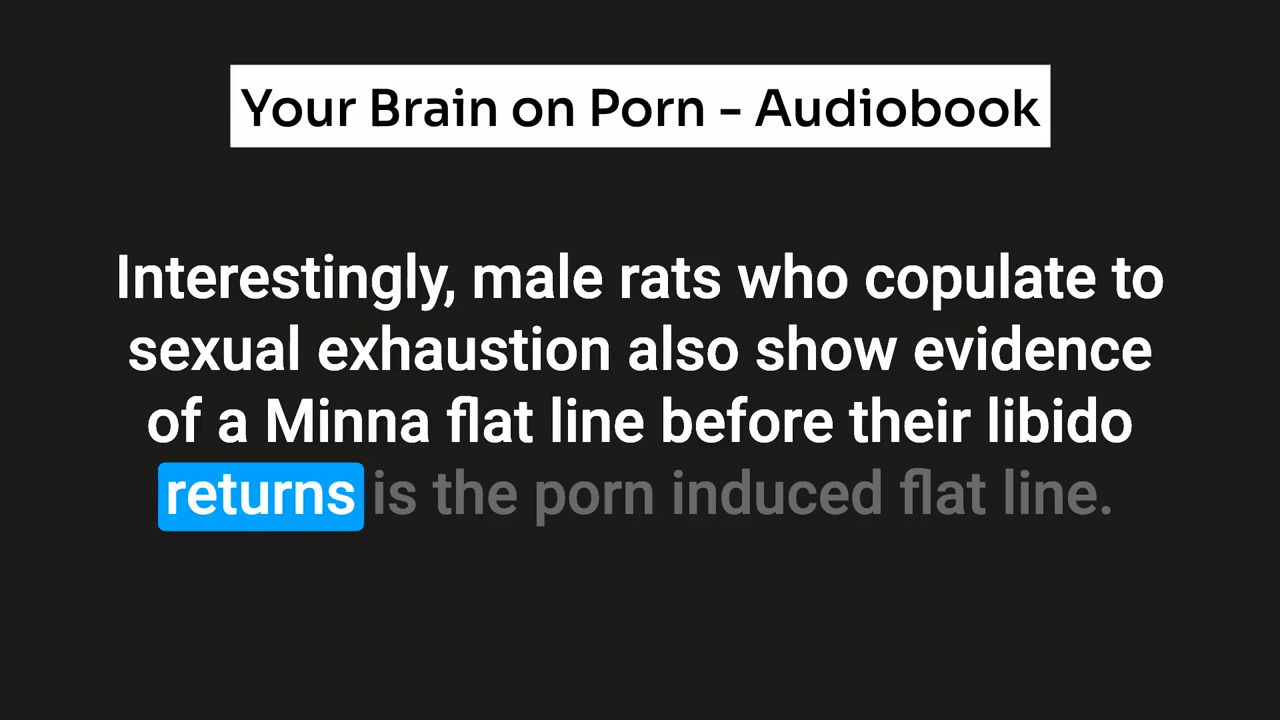 Your Brain on Porn - Audiobook
Interestingly, male rats who copulate to
sexual exhaustion also show evidence
of a Minna flat line before their libido
returns is the porn induced flat line.